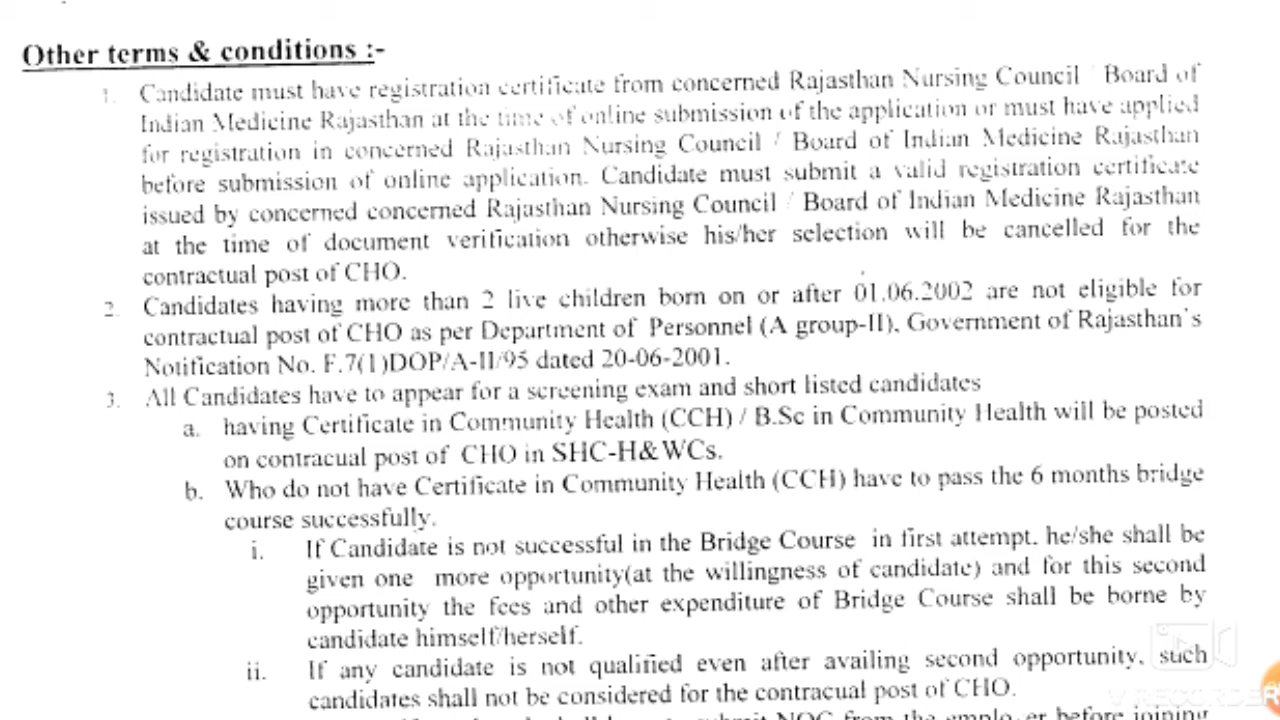 Other terms & conditions :-
1. Candidate must have registration certificate from concerned Rajasthan Nursing Council / Board of
Indian Medicine Rajasthan at the time of online submission of the application or must have applied
for registration in concerned Rajasthan Nursing Council / Board of Indian Medicine Rajasthan
before submission of online application. Candidate must submit a valid registration certificate
issued by concerned concerned Rajasthan Nursing Council / Board of Indian Medicine Rajasthan
at the time of document verification otherwise his/her selection will be cancelled for the
contractual post of CHO.
2. Candidates having more than 2 live children born on or after 01.06.2002 are not eligible for
contractual post of CHO as per Department of Personnel (A group-II), Government of Rajasthan's
Notification No. F.7(1)DOP/A-II/95 dated 20-06-2001.
3. All Candidates have to appear for a screening exam and short listed candidates
a. having Certificate in Community Health (CCH) / B.Sc in Community Health will be posted
on contracual post of CHO in SHC-H&WCs.
b. Who do not have Certificate in Community Health (CCH) have to pass the 6 months bridge
course successfully.
i. If Candidate is not successful in the Bridge Course in first attempt, he/she shall be
given one more opportunity(at the willingness of candidate) and for this second
opportunity the fees and other expenditure of Bridge Course shall be borne by
candidate himself/herself.
ii. If any candidate is not qualified even after availing second opportunity, such
candidates shall not be considered for the contracual post of CHO.
submit NOC from the employer before joining
V RECORDER